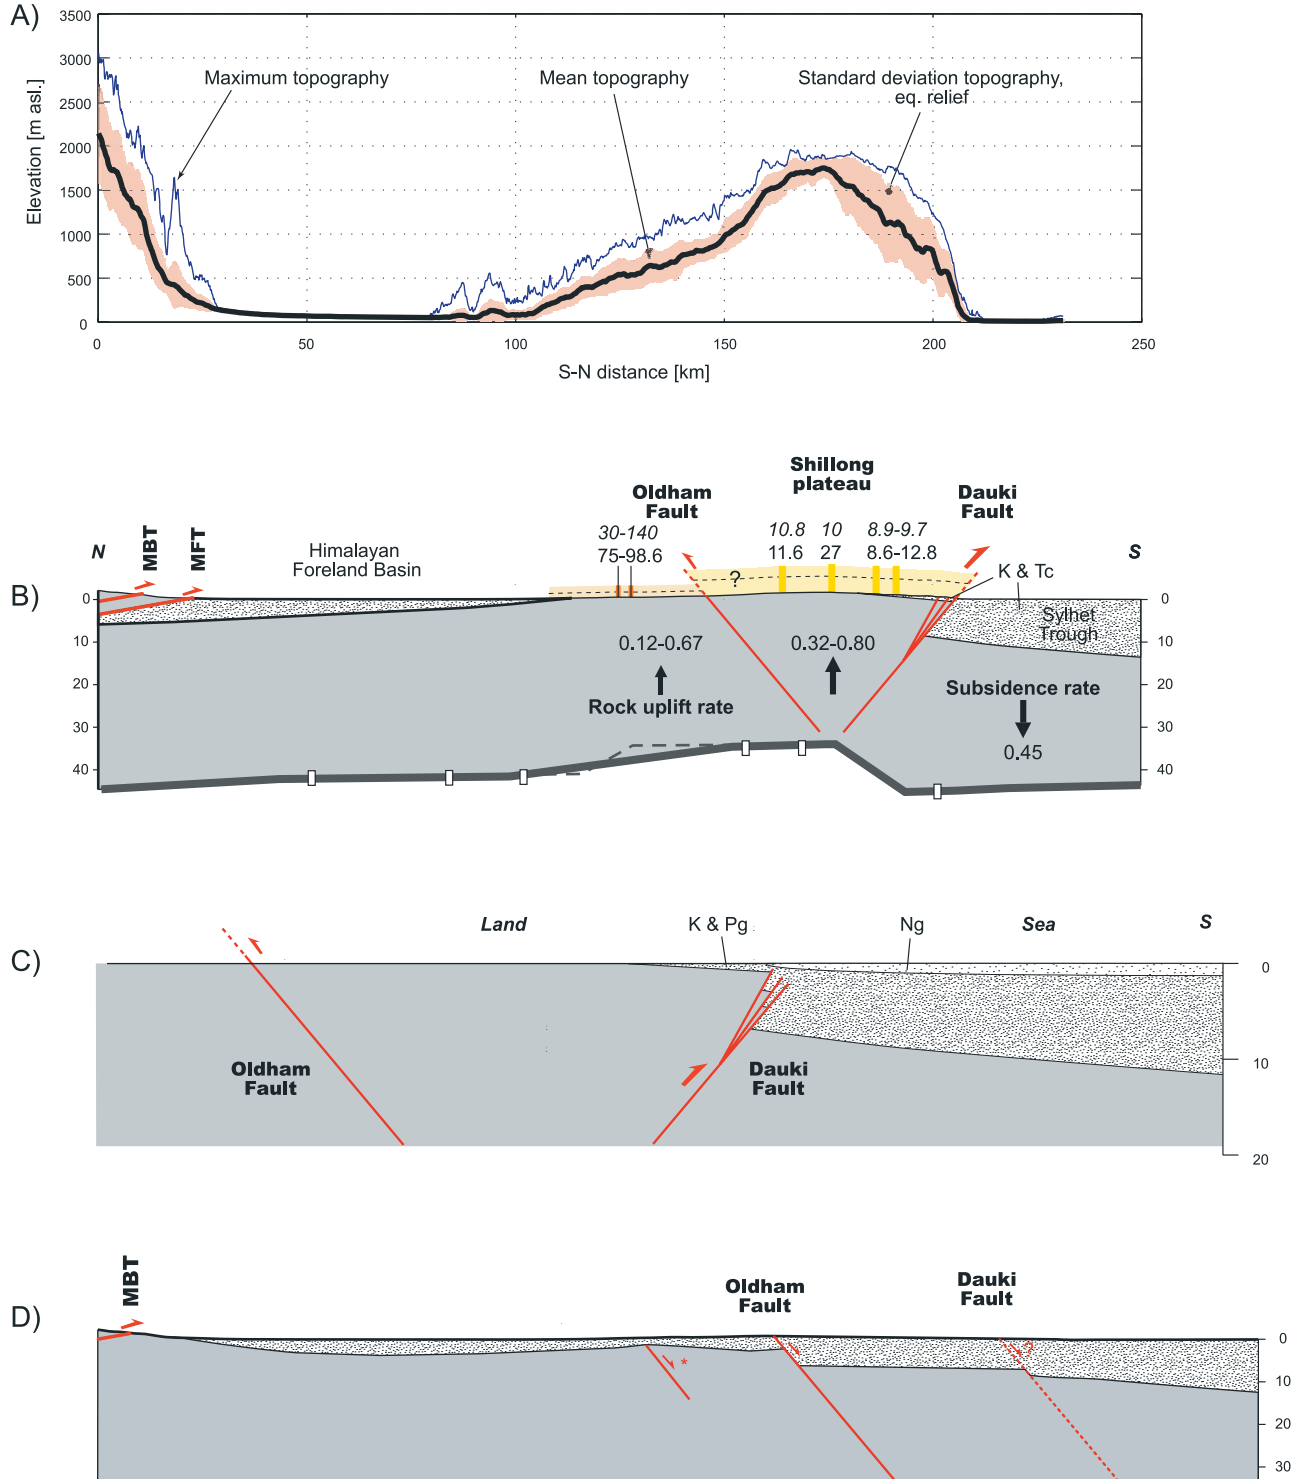 A)
3500
3000
2500
2000
1500
1000
500
0
Elevation [m asl.]
Maximum topography
Mean topography
Standard deviation topography,
eq. relief
0
50
100
150
200
250
S-N distance [km]
B)
N
MBT
MFT
Himalayan
Foreland Basin
30-140
75-98.6
Oldham
Fault
Shillong
plateau
10.8
11.6
10
27
8.9-9.7
8.6-12.8
Dauki
Fault
S
K & Tc
?
Sylhet
Trough
0.12-0.67
Rock uplift rate
0.32-0.80
Subsidence rate
0.45
0
10
20
30
40
0
10
20
30
40
C)
Land
K & Pg
Ng
Sea
S
Oldham
Fault
Dauki
Fault
0
10
20
D)
MBT
Oldham
Fault
Dauki
Fault
*
?
0
10
20
30